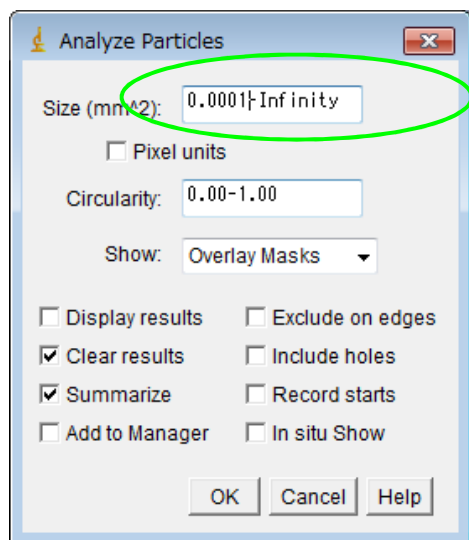 Analyze Particles
Size (mm^2): 0.0001-Infinity
Pixel units
Circularity: 0.00-1.00
Show: Overlay Masks
Display results Exclude on edges
Clear results Include holes
Summarize Record starts
Add to Manager In situ Show
OK Cancel Help